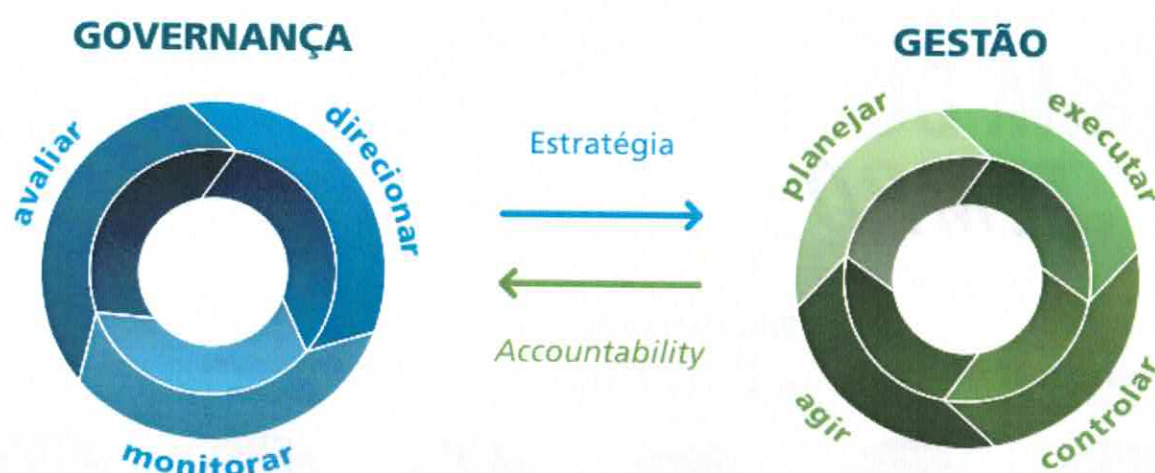 GOVERNANÇA
GESTÃO
avaliar
direcionar
monitorar
Estratégia
Accountability
planejar
executar
agir
controlar